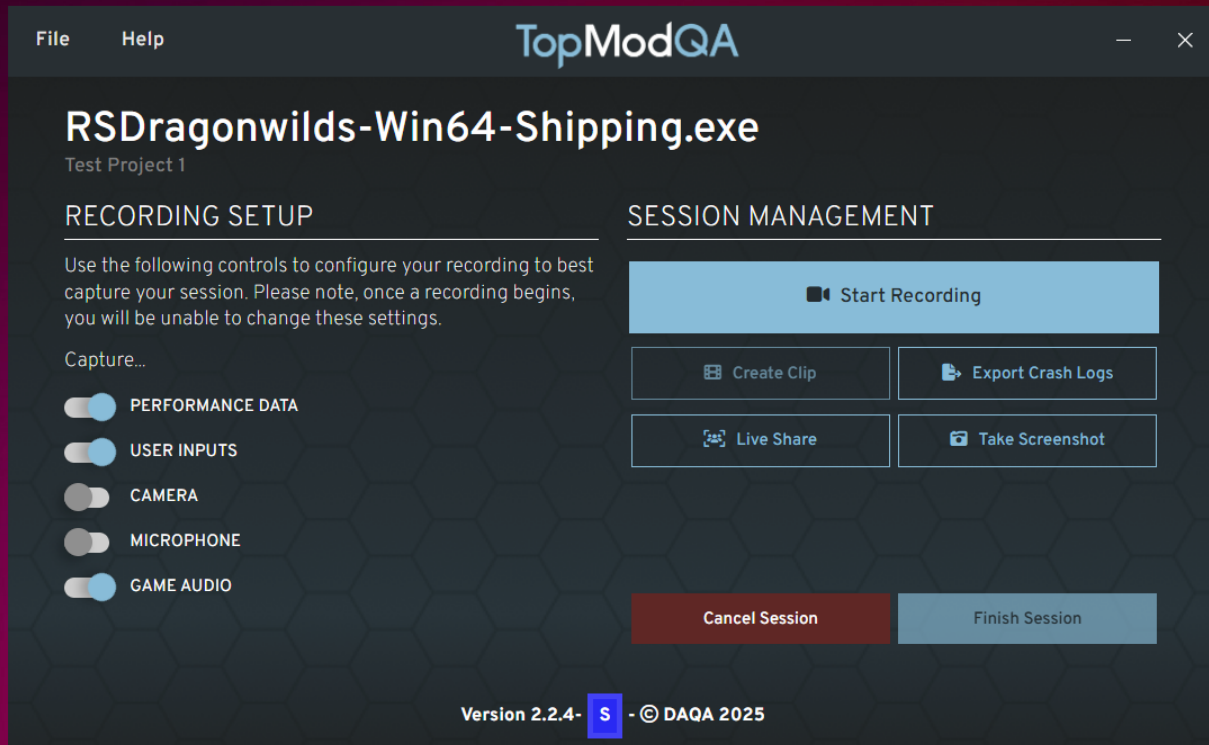 File Help TopModQA
RSDragonwilds-Win64-Shipping.exe
Test Project 1
RECORDING SETUP
Use the following controls to configure your recording to best
capture your session. Please note, once a recording begins,
you will be unable to change these settings.
Capture...
PERFORMANCE DATA
USER INPUTS
CAMERA
MICROPHONE
GAME AUDIO
SESSION MANAGEMENT
Start Recording
Create Clip
Export Crash Logs
Live Share
Take Screenshot
Cancel Session
Finish Session
Version 2.2.4- S - © DAQA 2025